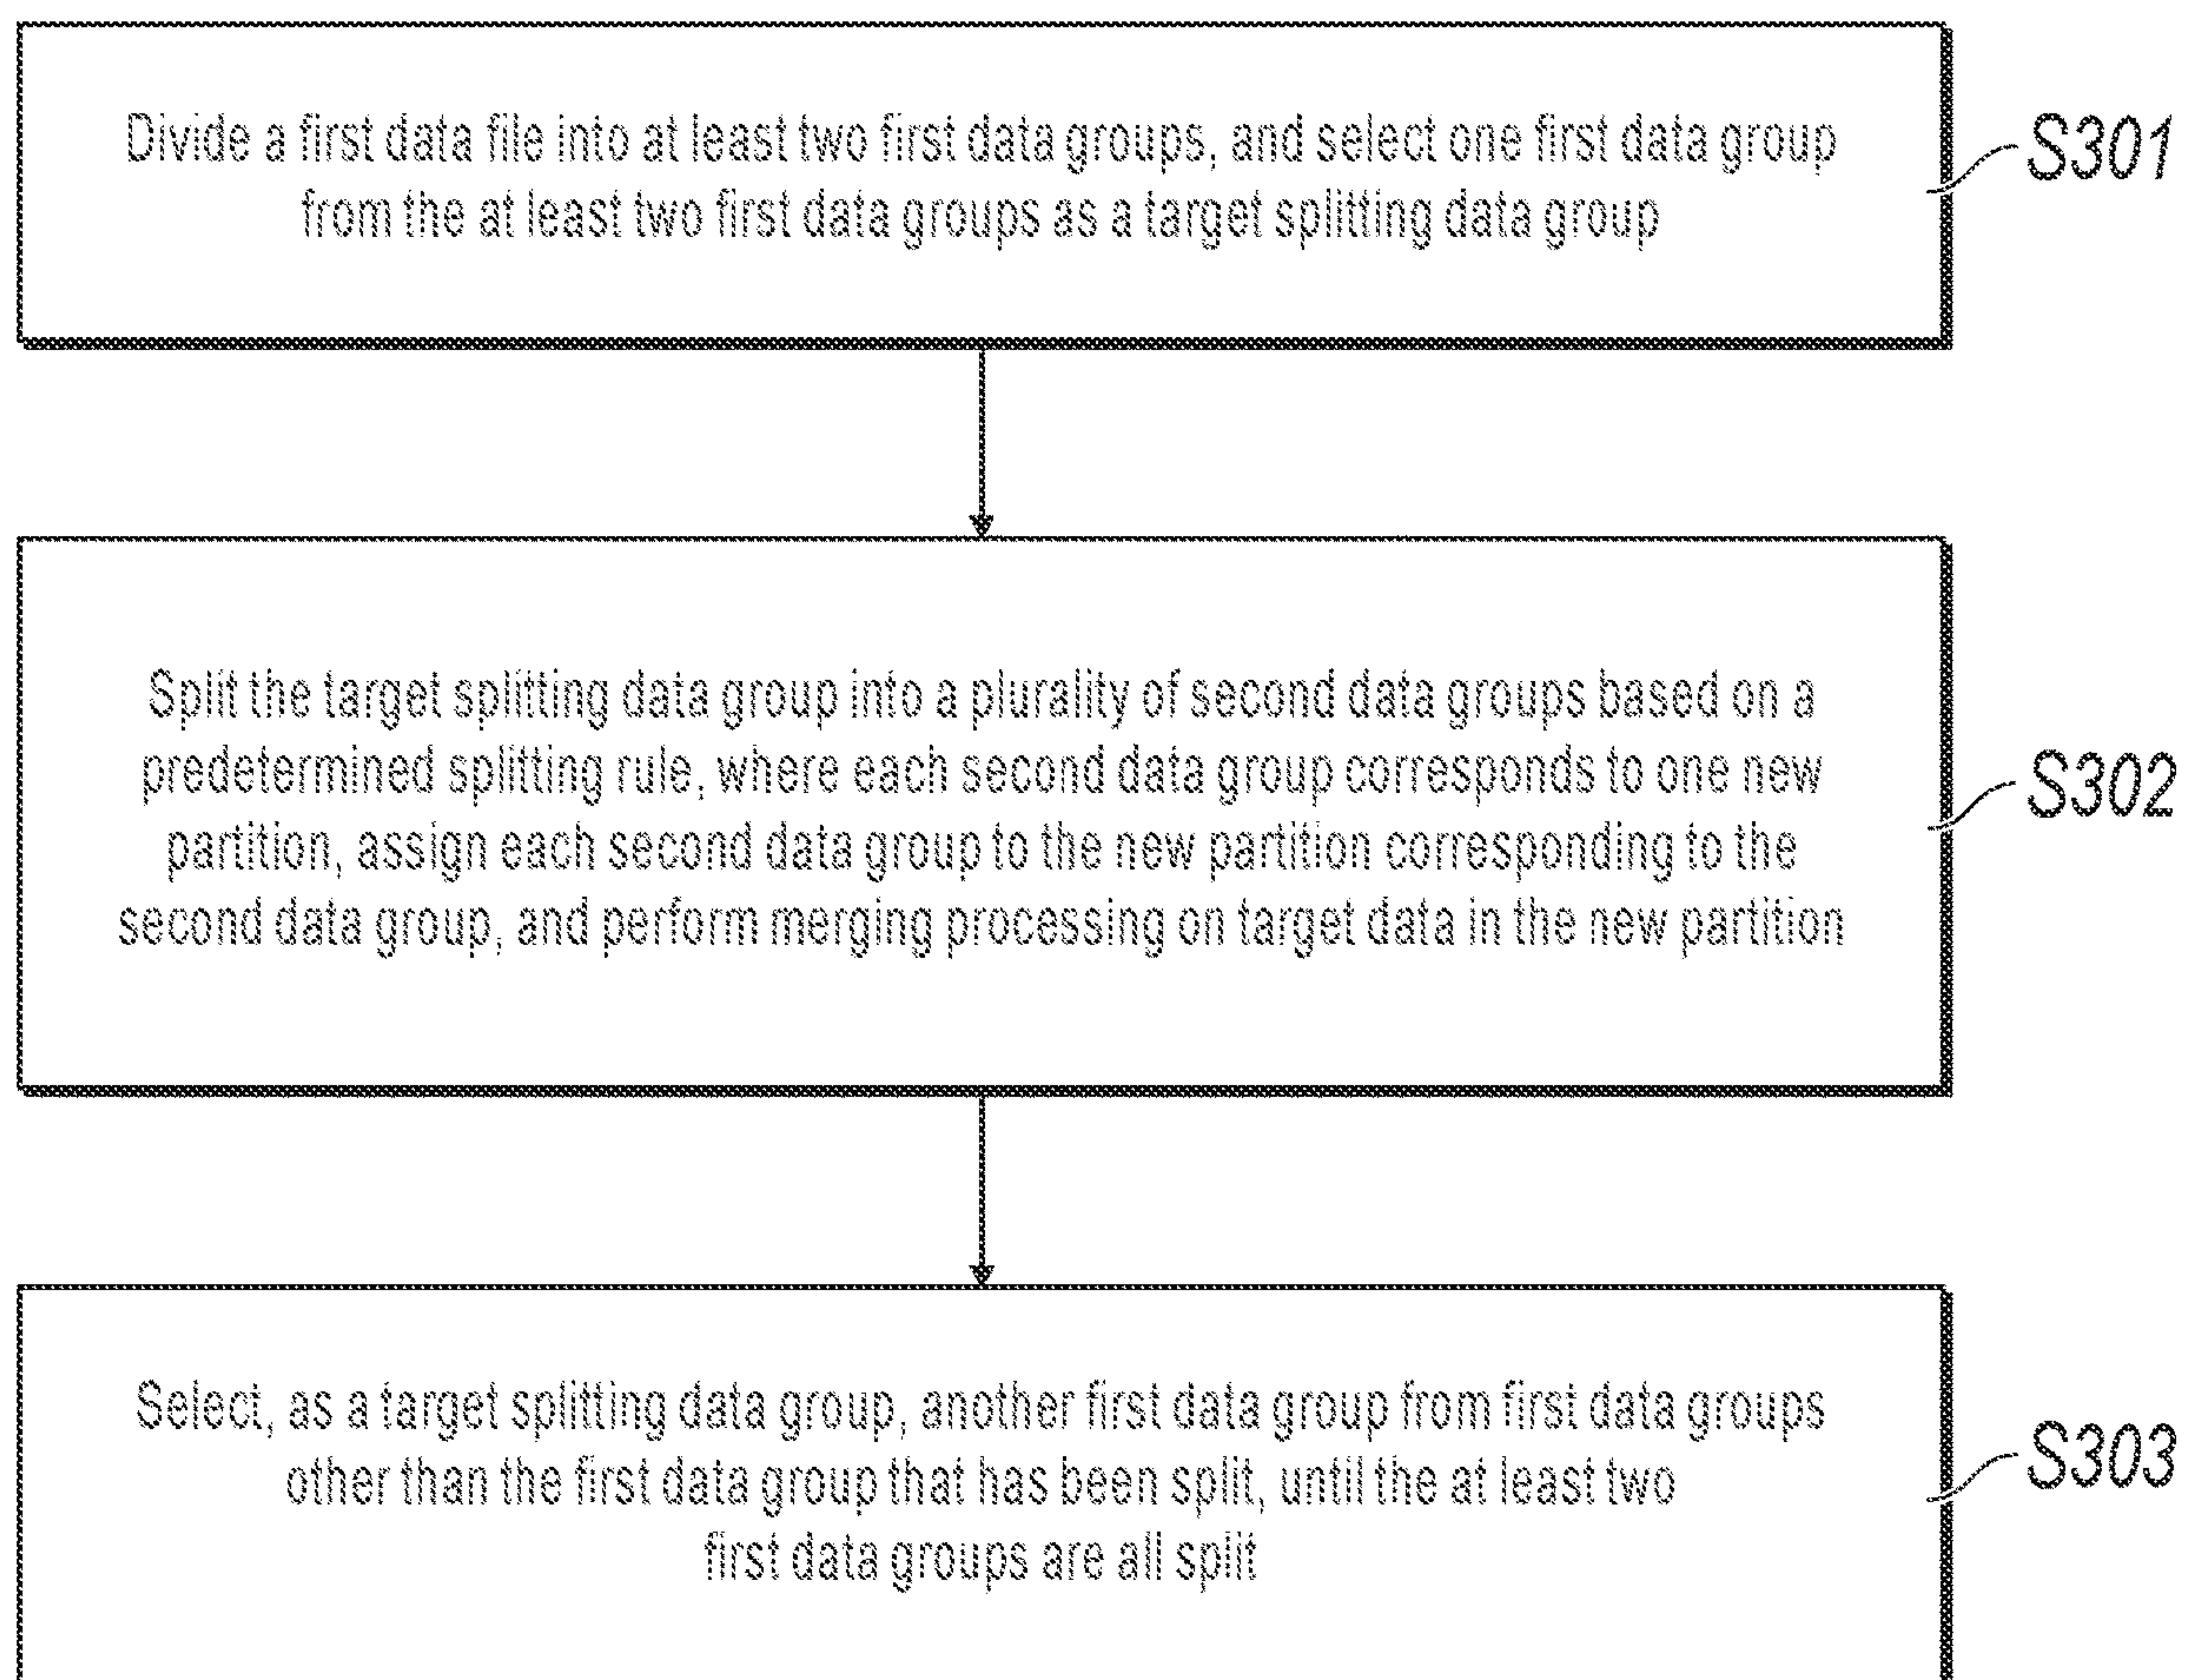 Divide a first data file into at least two first data groups, and select one first data group
from the at least two first data groups as a target splitting data group
S301
Split the target splitting data group into a plurality of second data groups based on a
predetermined splitting rule, where each second data group corresponds to one new
partition, assign each second data group to the new partition corresponding to the
second data group, and perform merging processing on target data in the new partition
S302
Select, as a target splitting data group, another first data group from first data groups
other than the first data group that has been split, until the at least two
first data groups are all split
S303